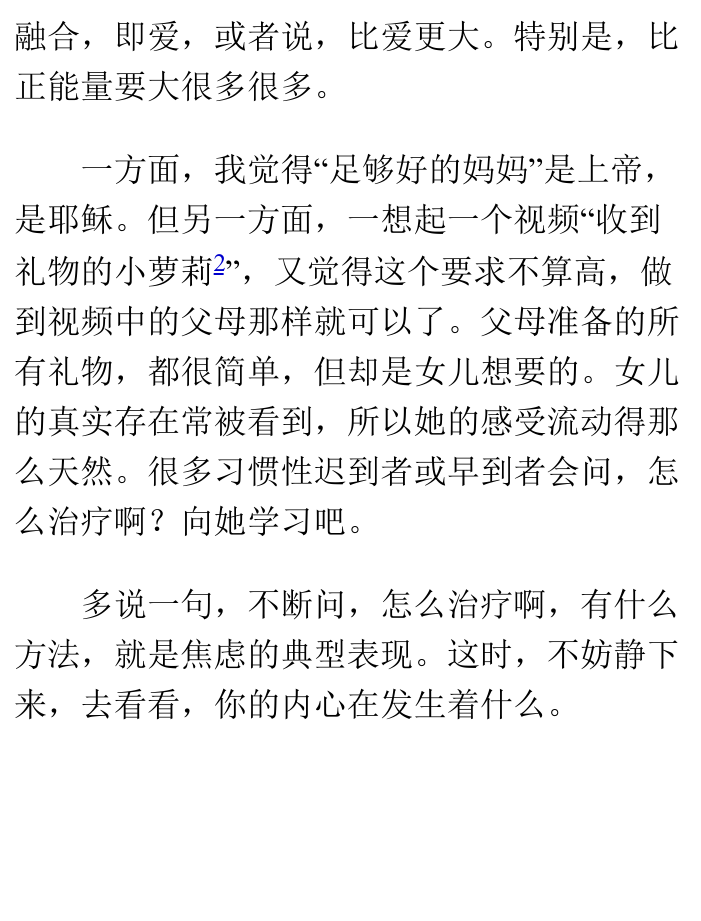 融合，即爱，或者说，比爱更大。特别是，比
正能量要大很多很多。
一方面，我觉得“足够好的妈妈”是上帝，
是耶稣。但另一方面，一想起一个视频“收到
礼物的小萝莉2”，又觉得这个要求不算高，做
到视频中的父母那样就可以了。父母准备的所
有礼物，都很简单，但却是女儿想要的。女儿
的真实存在常被看到，所以她的感受流动得那
么天然。很多习惯性迟到者或早到者会问，怎
么治疗啊？向她学习吧。
多说一句，不断问，怎么治疗啊，有什么
方法，就是焦虑的典型表现。这时，不妨静下
来，去看看，你的内心在发生着什么。